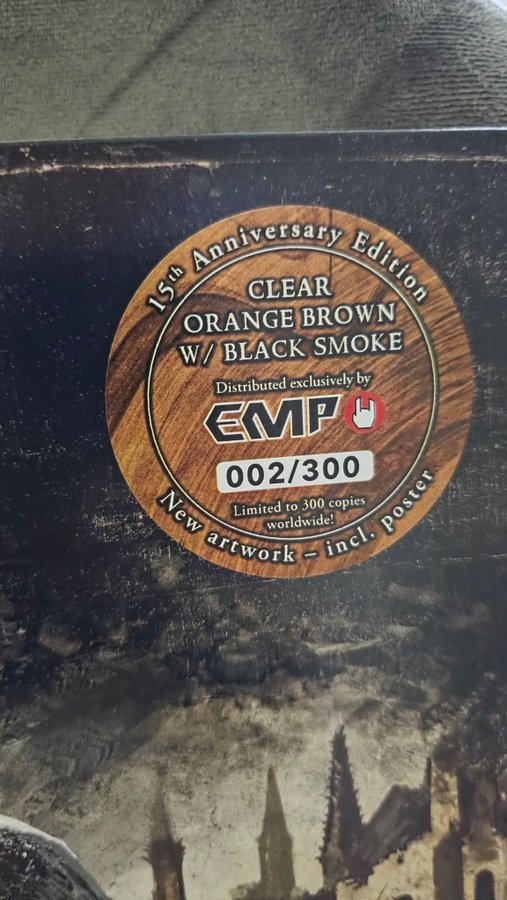 15th Anniversary Edition
CLEAR
ORANGE BROWN
W/ BLACK SMOKE
Distributed exclusively by
EMP
002/300
Limited to 300 copies
worldwide!
New artwork – incl. poster